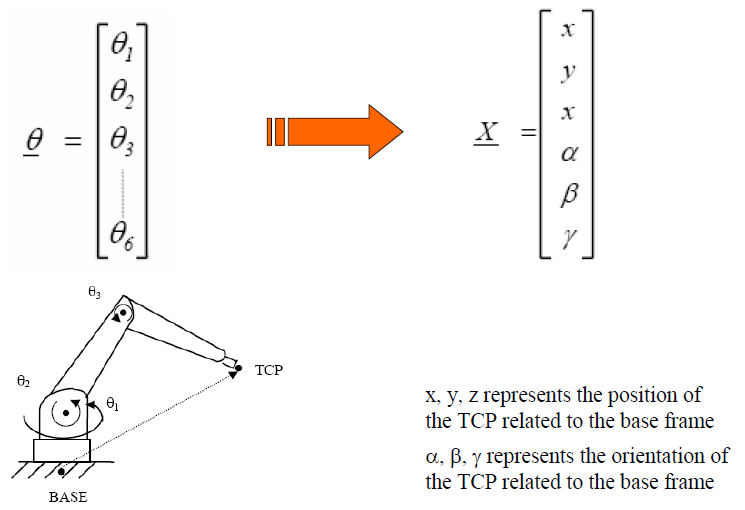 θ = [θ₁ θ₂ θ₃ θ₆]
X = [x y x α β γ]
θ₃
TCP
θ₂
θ₁
BASE
x, y, z represents the position of
the TCP related to the base frame
α, β, γ represents the orientation of
the TCP related to the base frame